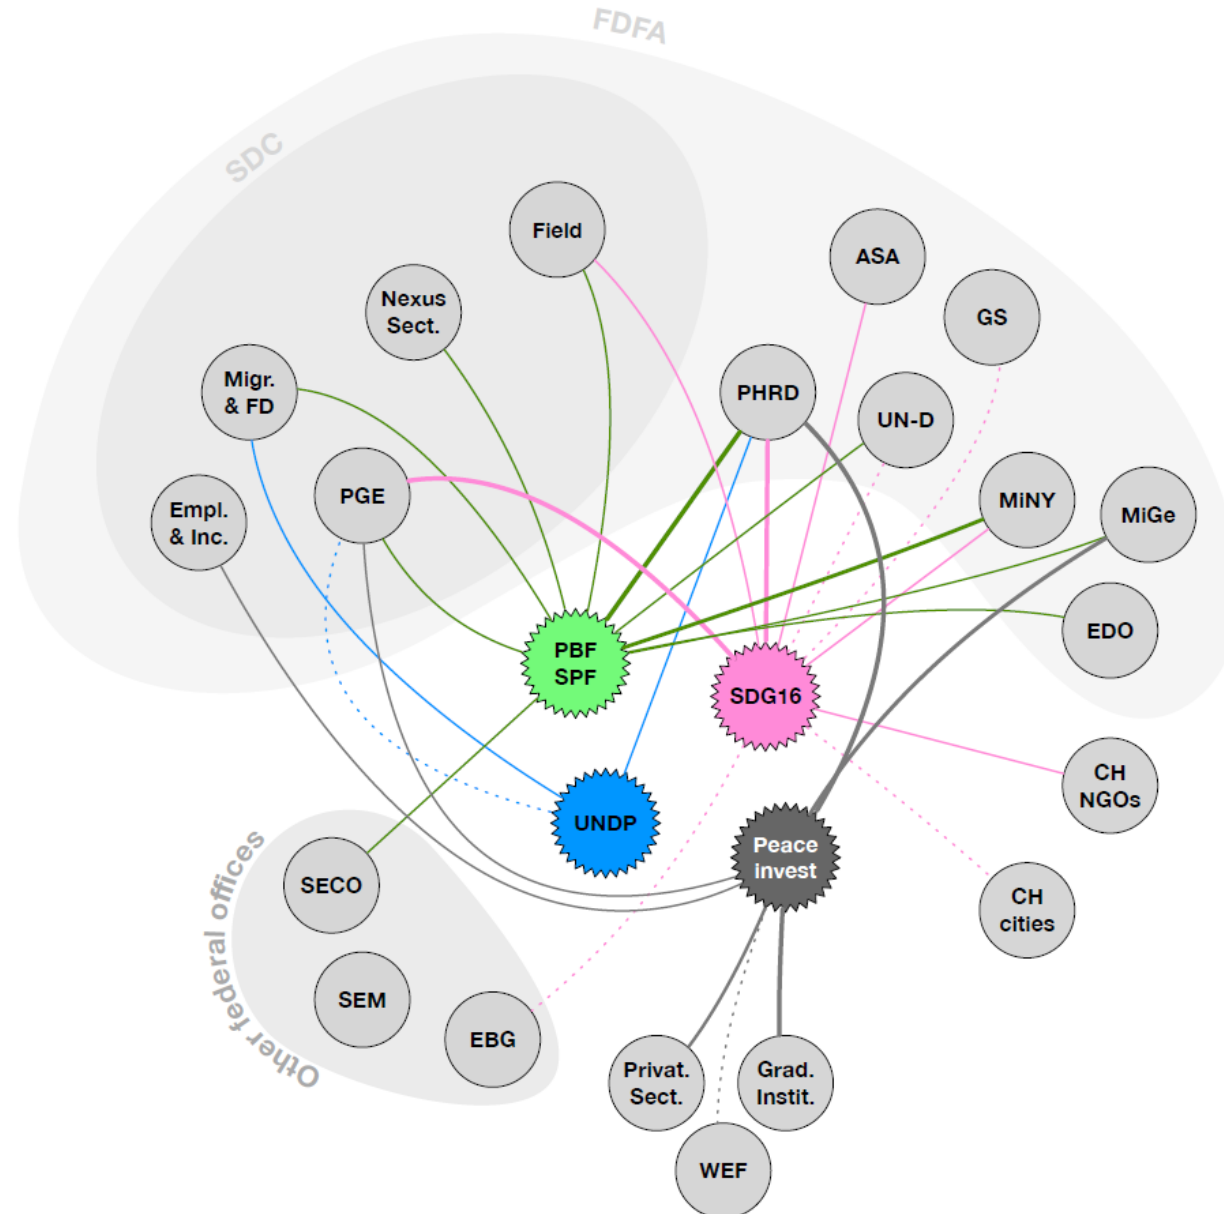 FDFA
SDC
Field
ASA
Nexus
Sect.
GS
Migr.
& FD
PHRD
UN-D
PGE
Empl.
& Inc.
MiNY
MiGe
EDO
PBF
SPF
SDG16
CH
NGOs
UNDP
Peace
invest
Other federal offices
SECO
CH
cities
SEM
EBG
Privat.
Sect.
Grad.
Instit.
WEF